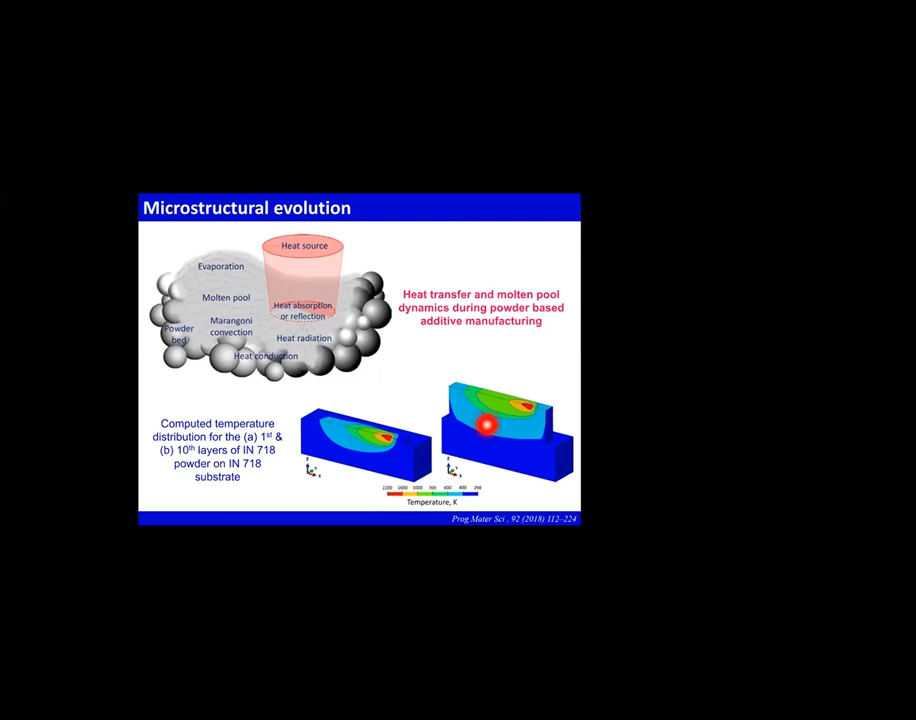 Microstructural evolution
Heat source
Evaporation
Molten pool
Heat absorption
or reflection
Marangoni
convection
Powder
bed
Heat radiation
Heat conduction
Heat transfer and molten pool
dynamics during powder based
additive manufacturing
Computed temperature
distribution for the (a) 1st &
(b) 10th layers of IN 718
powder on IN 718
substrate
Z
Y
X
Z
Y
X
2200 1600 1000 700 600 400 298
Temperature, K
Prog Mater Sci , 92 (2018) 112–224